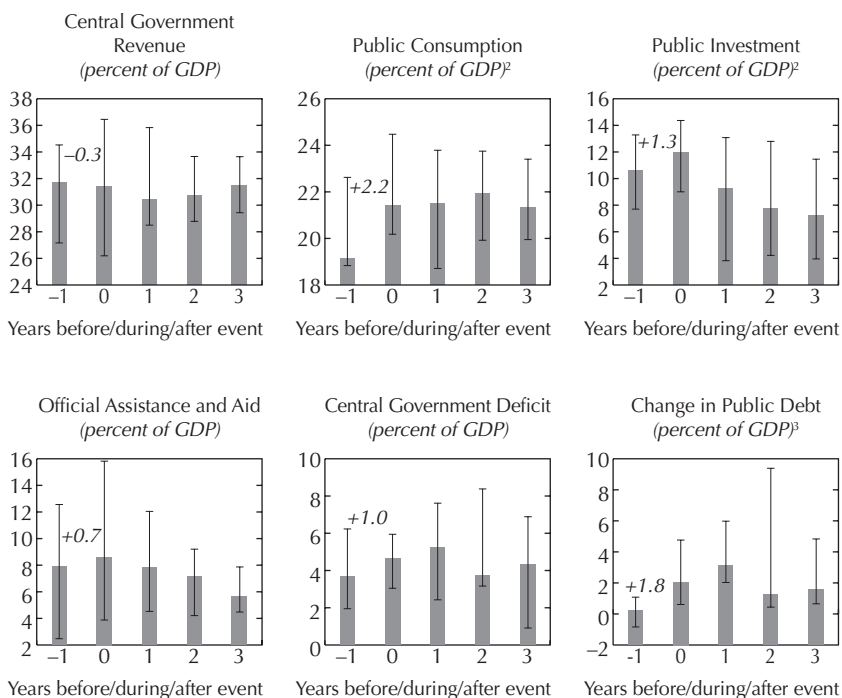 Central Government
Revenue
(percent of GDP)
38
36
34
32
30
28
26
24
–0.3
–1 0 1 2 3
Years before/during/after event
Public Consumption
(percent of GDP)²
26
24
22
20
18
+2.2
–1 0 1 2 3
Years before/during/after event
Public Investment
(percent of GDP)²
16
14
12
10
8
6
4
2
+1.3
–1 0 1 2 3
Years before/during/after event
Official Assistance and Aid
(percent of GDP)
16
14
12
10
8
6
4
2
+0.7
–1 0 1 2 3
Years before/during/after event
Central Government Deficit
(percent of GDP)
10
8
6
4
2
0
+1.0
–1 0 1 2 3
Years before/during/after event
Change in Public Debt
(percent of GDP)³
10
8
6
4
2
0
–2
+1.8
-1 0 1 2 3
Years before/during/after event